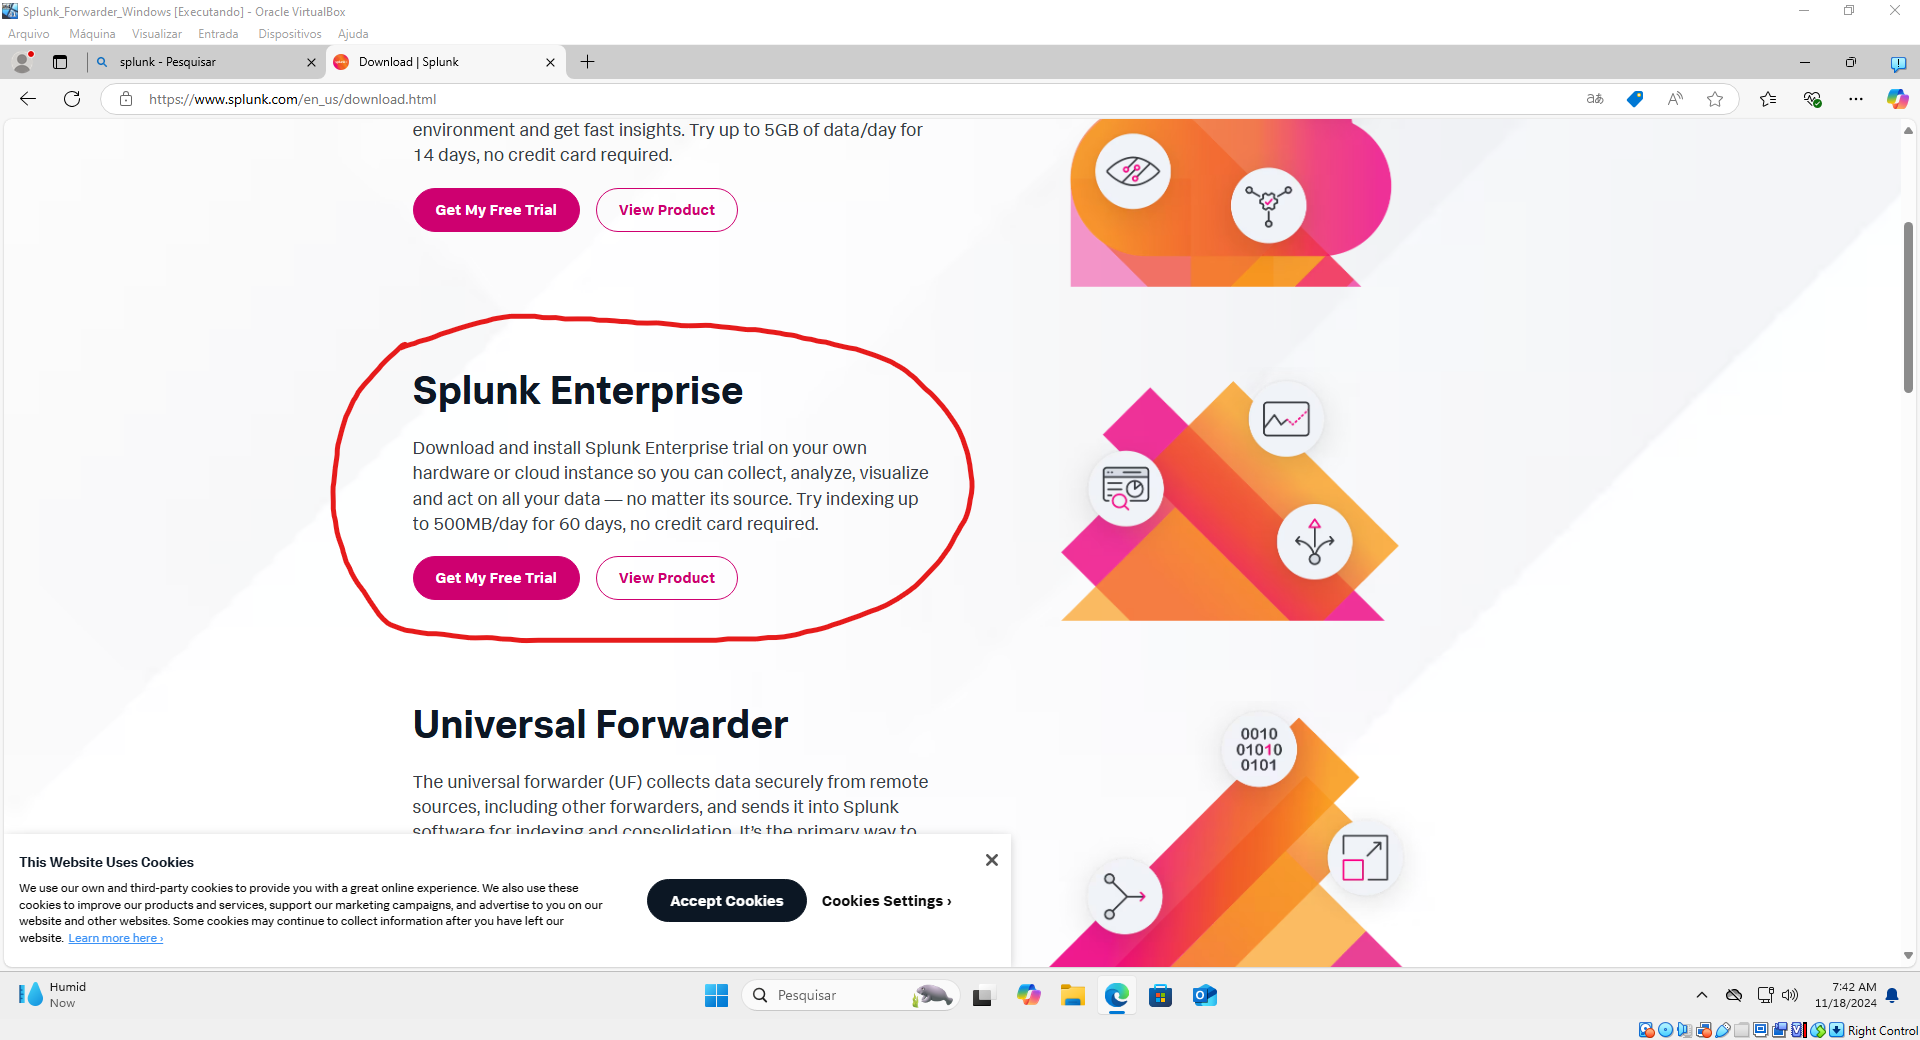 Splunk_Forwarder_Windows [Executando] - Oracle VirtualBox
Arquivo Máquina Visualizar Entrada Dispositivos Ajuda
splunk - Pesquisar
Download | Splunk
https://www.splunk.com/en_us/download.html
environment and get fast insights. Try up to 5GB of data/day for
14 days, no credit card required.
Get My Free Trial View Product
Splunk Enterprise
Download and install Splunk Enterprise trial on your own
hardware or cloud instance so you can collect, analyze, visualize
and act on all your data — no matter its source. Try indexing up
to 500MB/day for 60 days, no credit card required.
Get My Free Trial View Product
Universal Forwarder
The universal forwarder (UF) collects data securely from remote
sources, including other forwarders, and sends it into Splunk
software for indexing and consolidation. It's the primary way to
0010
01010
0101
This Website Uses Cookies
We use our own and third-party cookies to provide you with a great online experience. We also use these
cookies to improve our products and services, support our marketing campaigns, and advertise to you on our
website and other websites. Some cookies may continue to collect information after you have left our
website. Learn more here ›
Accept Cookies Cookies Settings ›
Humid
Now
Pesquisar
7:42 AM
11/18/2024
Right Control